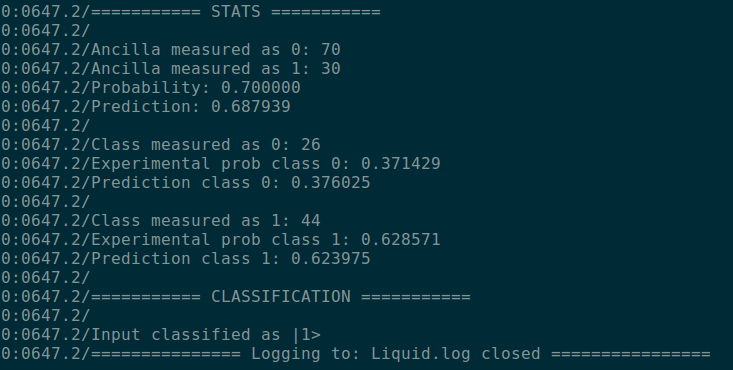 0:0647.2/=========== STATS ===========
0:0647.2/
0:0647.2/Ancilla measured as 0: 70
0:0647.2/Ancilla measured as 1: 30
0:0647.2/Probability: 0.700000
0:0647.2/Prediction: 0.687939
0:0647.2/
0:0647.2/Class measured as 0: 26
0:0647.2/Experimental prob class 0: 0.371429
0:0647.2/Prediction class 0: 0.376025
0:0647.2/
0:0647.2/Class measured as 1: 44
0:0647.2/Experimental prob class 1: 0.628571
0:0647.2/Prediction class 1: 0.623975
0:0647.2/
0:0647.2/=========== CLASSIFICATION ===========
0:0647.2/
0:0647.2/Input classified as |1>
0:0647.2/=============== Logging to: Liquid.log closed ================